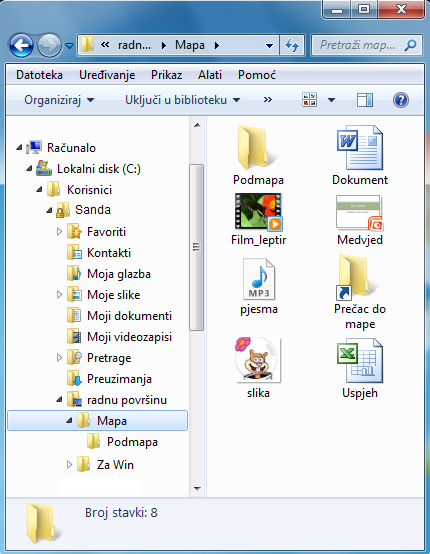 « radn... Mapa Pretraži map...
Datoteka Uređivanje Prikaz Alati Pomoć
Organiziraj Uključi u biblioteku »
Računalo
Lokalni disk (C:)
Korisnici
Sanda
Favoriti
Kontakti
Moja glazba
Moje slike
Moji dokumenti
Moji videozapisi
Pretrage
Preuzimanja
radnu površinu
Mapa
Podmapa
Za Win
Podmapa
Dokument
Film_leptir
Medvjed
MP3
pjesma
Prečac do
mape
slika
Uspjeh
Broj stavki: 8